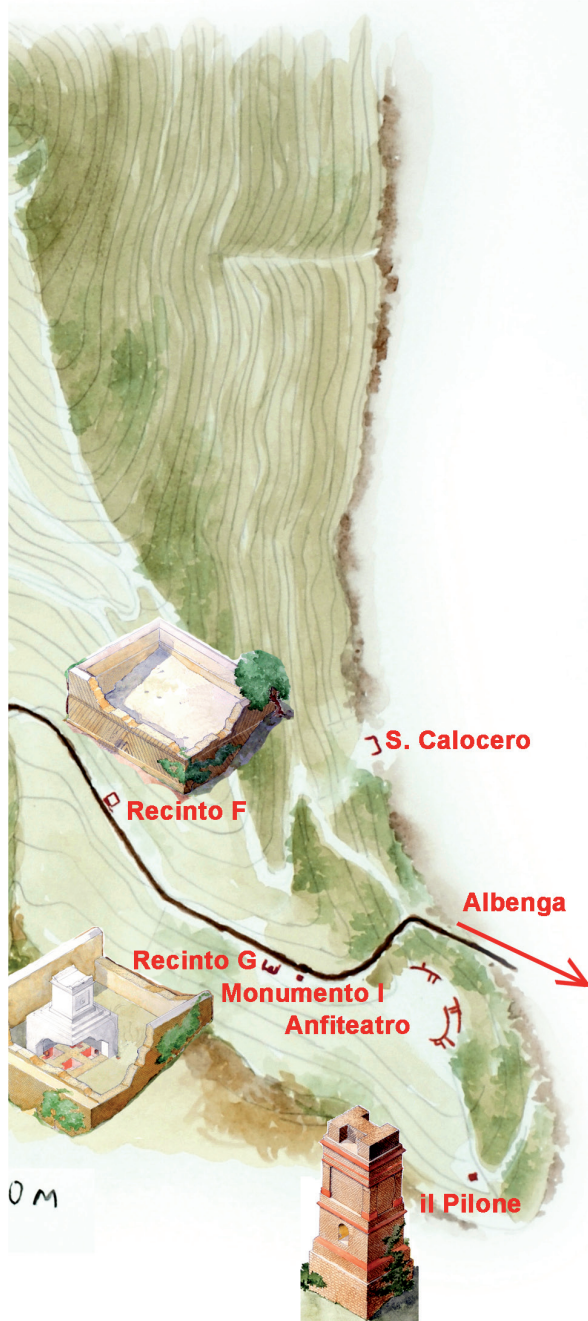 S. Calocero
Recinto F
Albenga
Recinto G
Monumento I
Anfiteatro
il Pilone
0 M